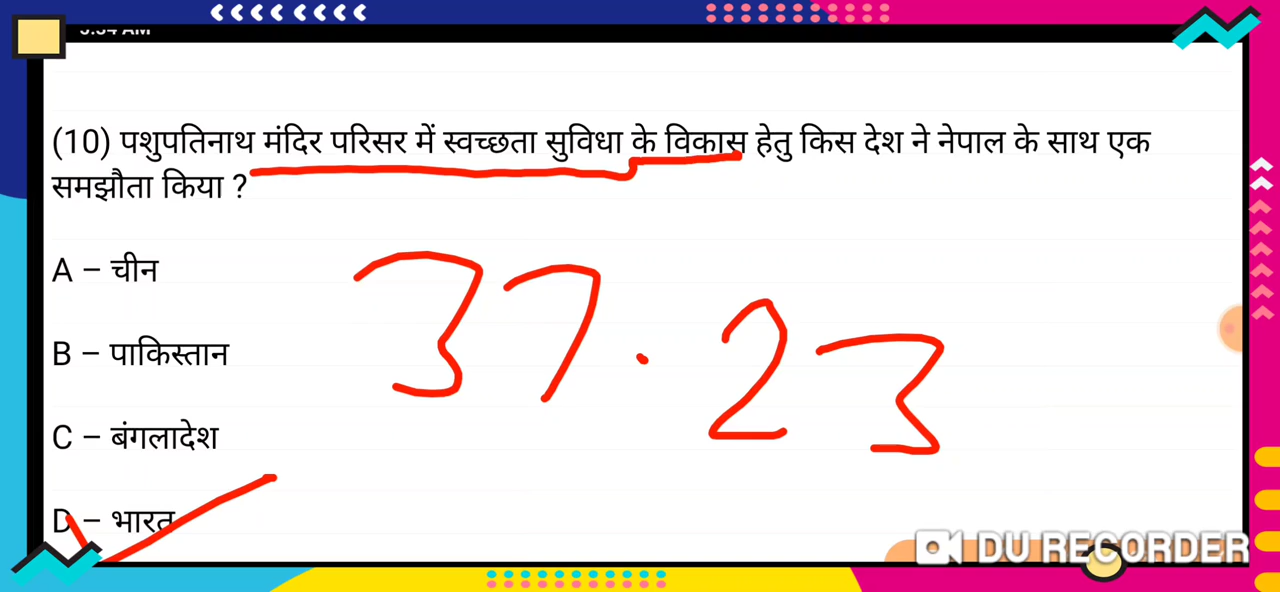 (10) पशुपतिनाथ मंदिर परिसर में स्वच्छता सुविधा के विकास हेतु किस देश ने नेपाल के साथ एक
समझौता किया ?
A – चीन
37.23
B – पाकिस्तान
C – बंगलादेश
D – भारत
DU RECORDER